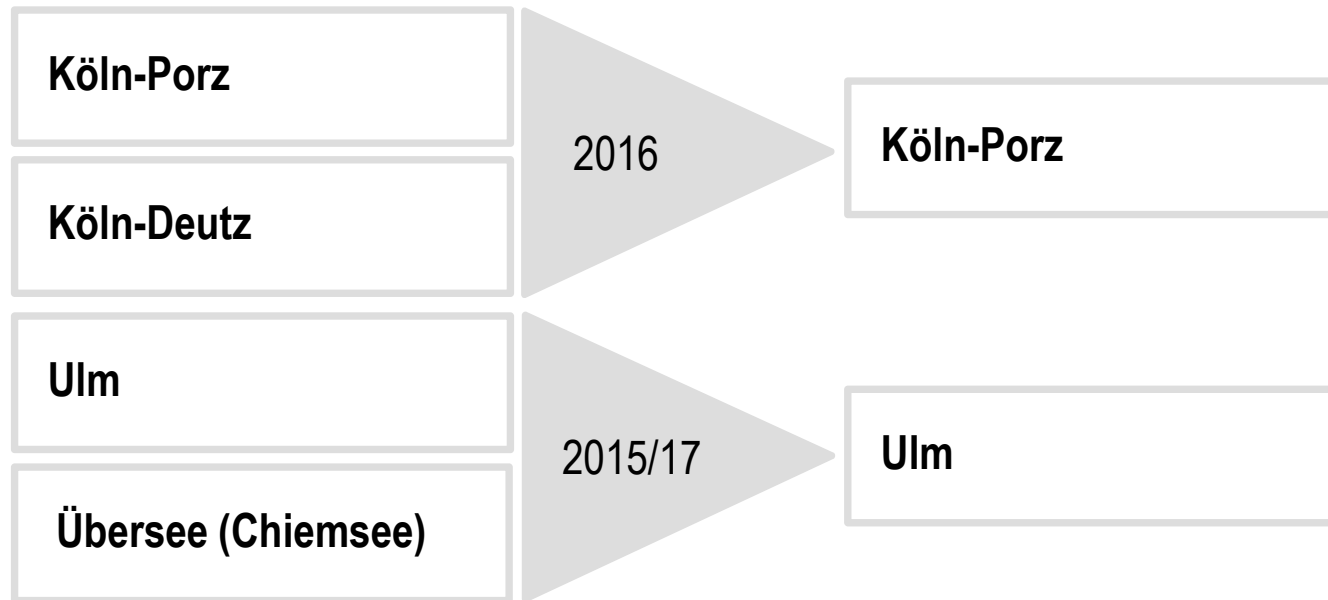 Köln-Porz
Köln-Deutz
2016
Köln-Porz
Ulm
Übersee (Chiemsee)
2015/17
Ulm